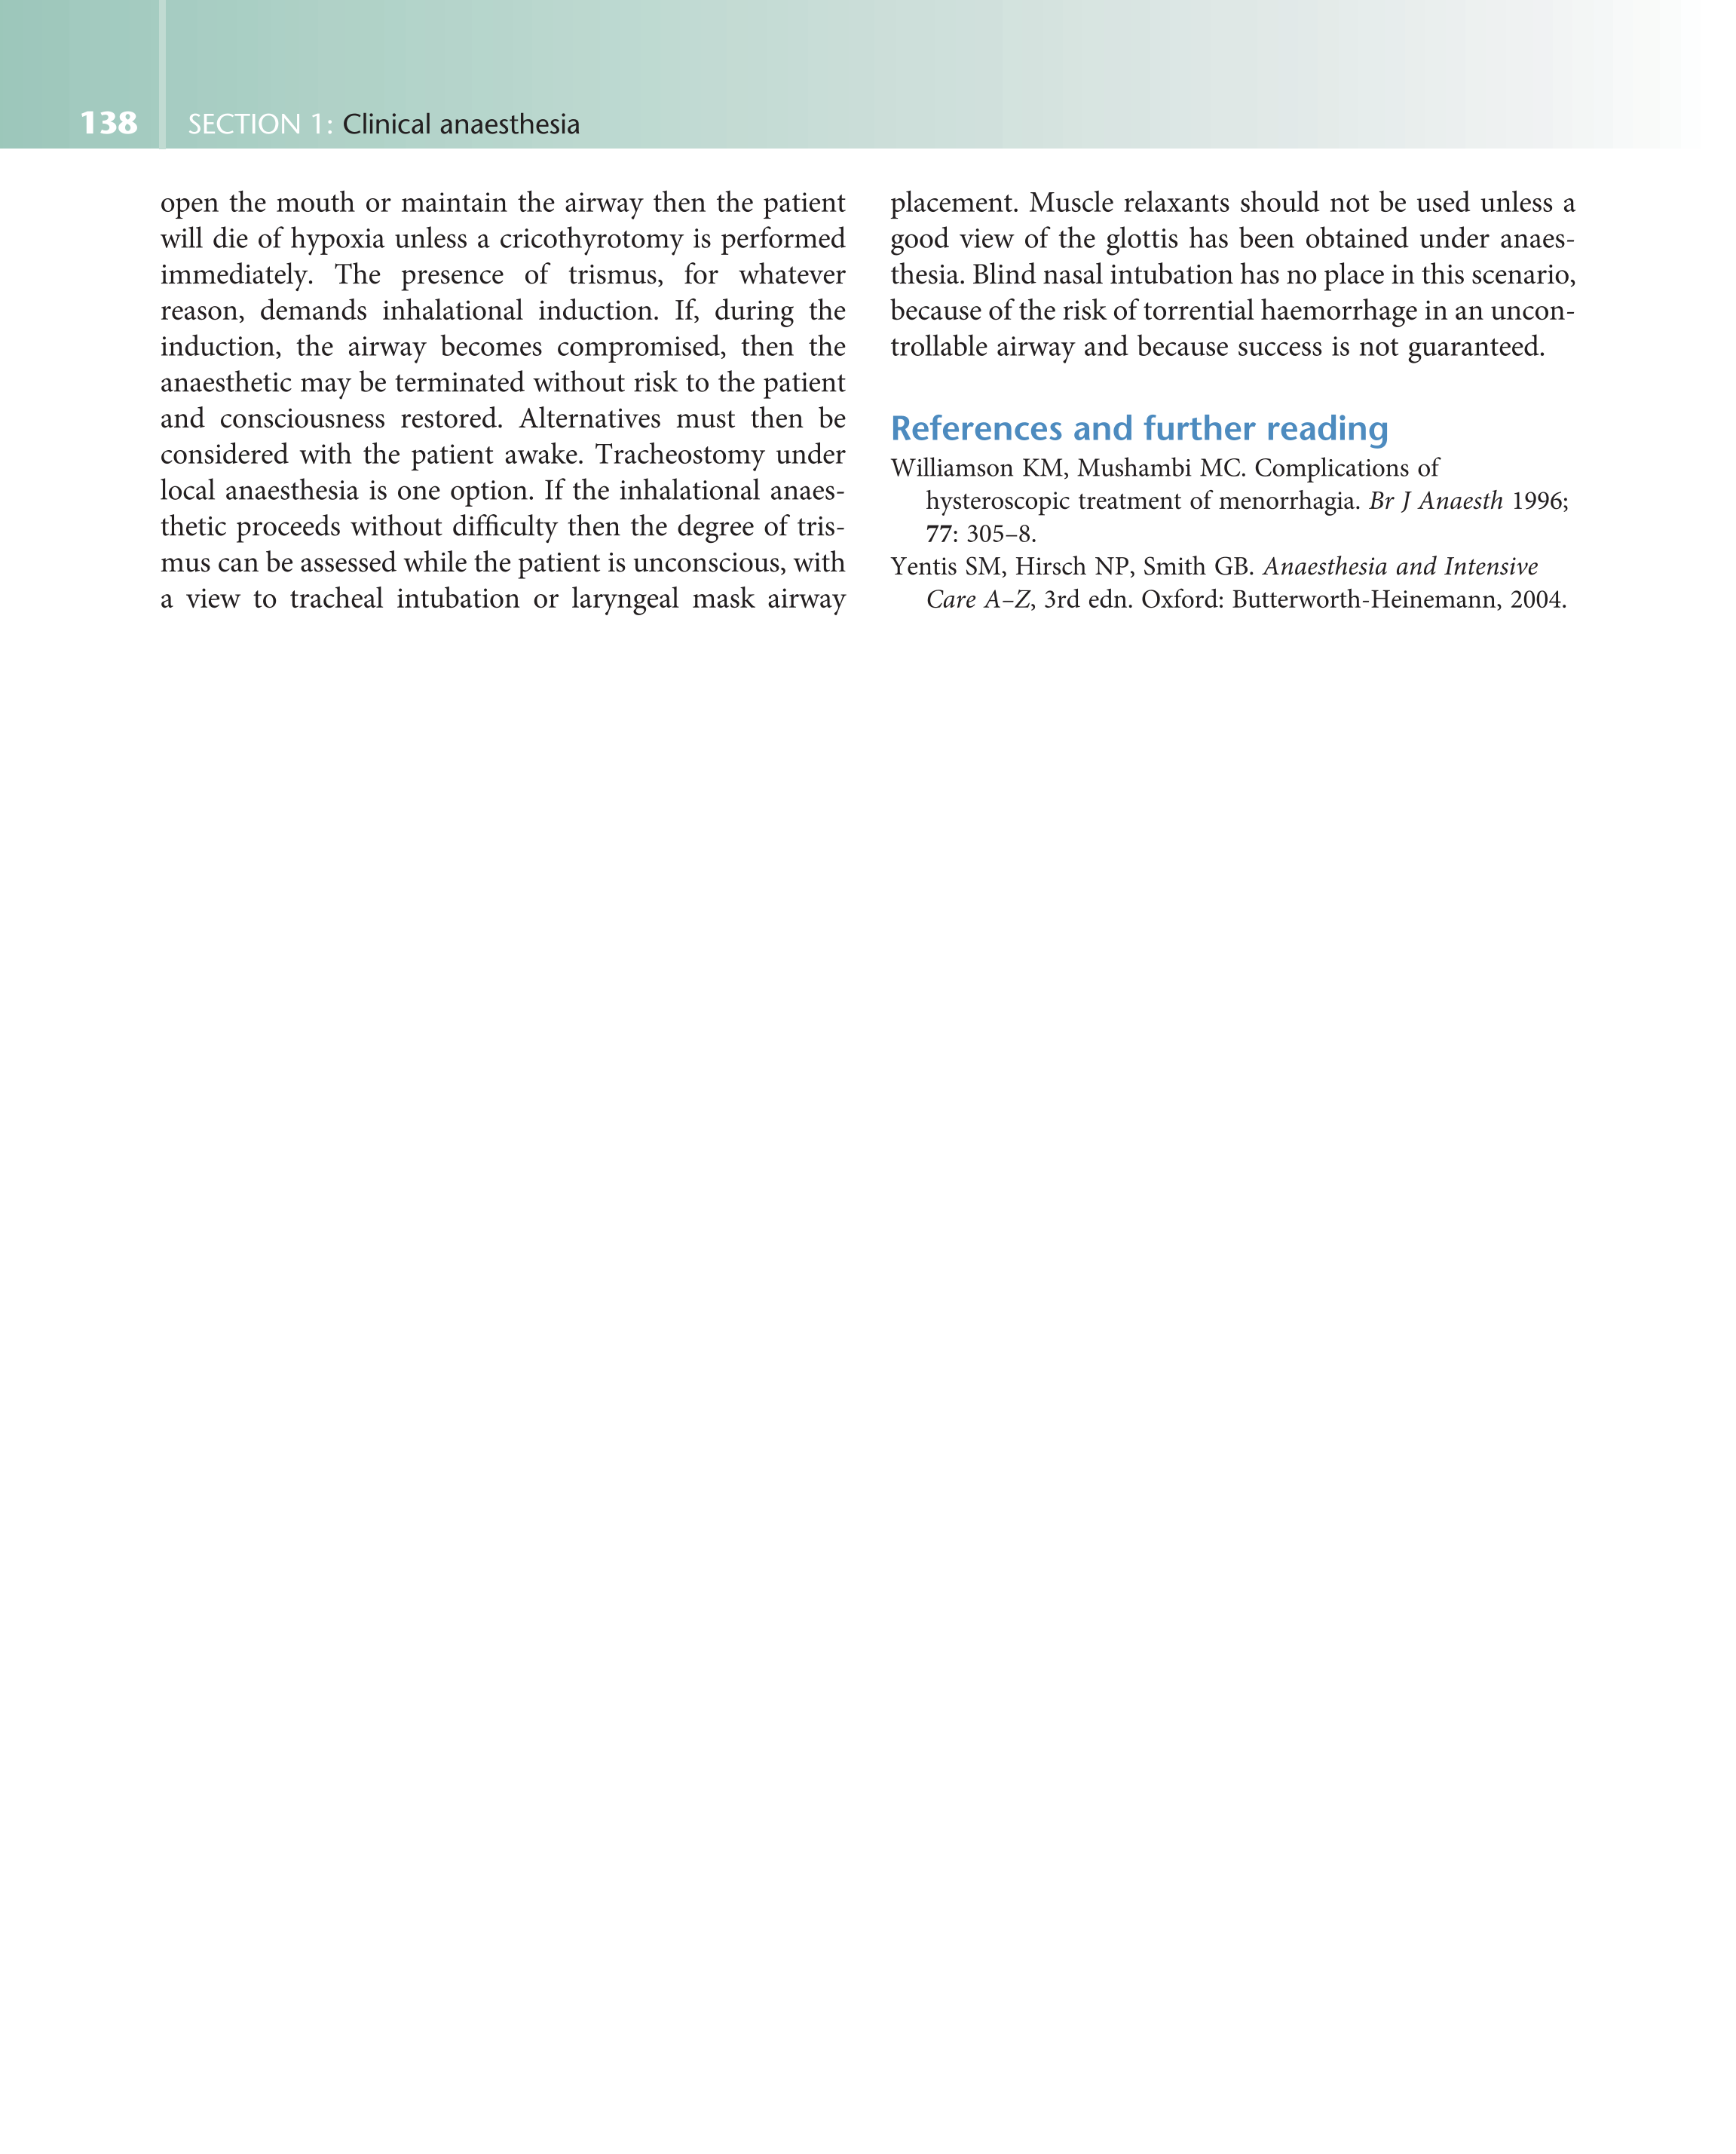 138 SECTION 1: Clinical anaesthesia
open the mouth or maintain the airway then the patient
will die of hypoxia unless a cricothyrotomy is performed
immediately. The presence of trismus, for whatever
reason, demands inhalational induction. If, during the
induction, the airway becomes compromised, then the
anaesthetic may be terminated without risk to the patient
and consciousness restored. Alternatives must then be
considered with the patient awake. Tracheostomy under
local anaesthesia is one option. If the inhalational anaes-
thetic proceeds without difficulty then the degree of tris-
mus can be assessed while the patient is unconscious, with
a view to tracheal intubation or laryngeal mask airway
placement. Muscle relaxants should not be used unless a
good view of the glottis has been obtained under anaes-
thesia. Blind nasal intubation has no place in this scenario,
because of the risk of torrential haemorrhage in an uncon-
trollable airway and because success is not guaranteed.
References and further reading
Williamson KM, Mushambi MC. Complications of
hysteroscopic treatment of menorrhagia. Br J Anaesth 1996;
77: 305–8.
Yentis SM, Hirsch NP, Smith GB. Anaesthesia and Intensive
Care A–Z, 3rd edn. Oxford: Butterworth-Heinemann, 2004.